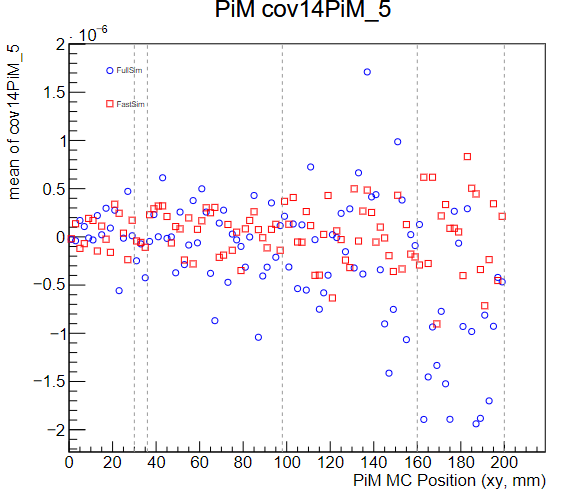 PiM cov14PiM_5
×10⁻⁶
mean of cov14PiM_5
2
1.5
1
0.5
0
−0.5
−1
−1.5
−2
FullSim
FastSim
0 20 40 60 80 100 120 140 160 180 200
PiM MC Position (xy, mm)